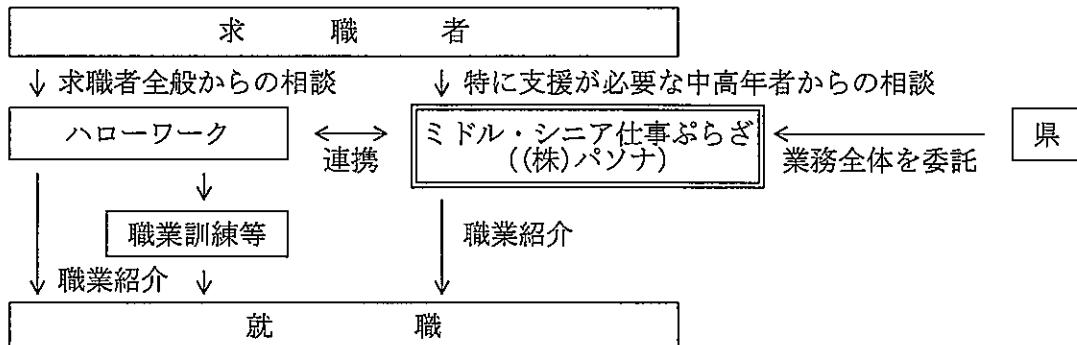 求職者
求職者全般からの相談
特に支援が必要な中高年者からの相談
ハローワーク
連携
ミドル・シニア仕事ぷらざ
((株)パソナ)
業務全体を委託
県
職業訓練等
職業紹介
職業紹介
就職